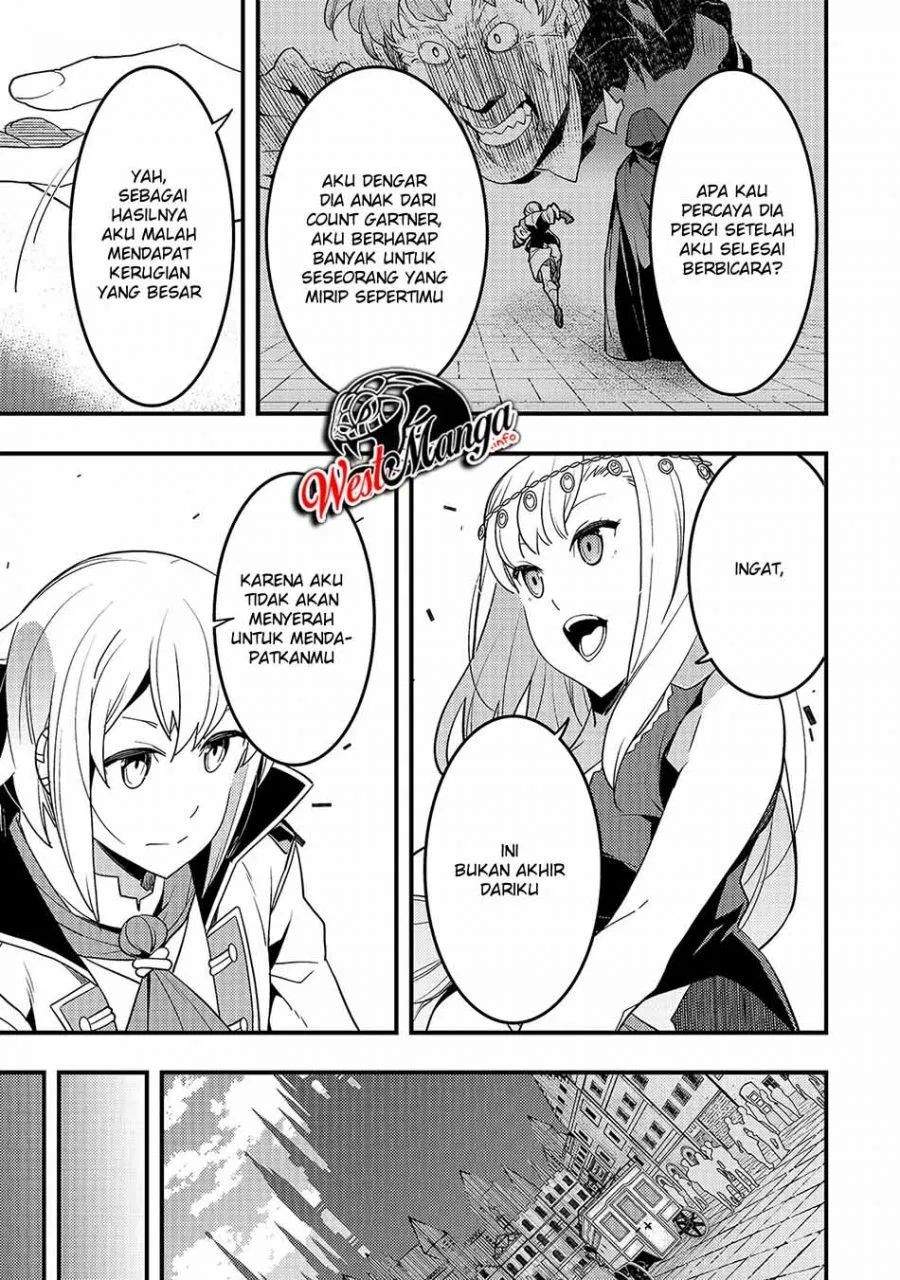 APA KAU
PERCAYA DIA
PERGI SETELAH
AKU SELESAI
BERBICARA?
AKU DENGAR
DIA ANAK DARI
COUNT GARTNER,
AKU BERHARAP
BANYAK UNTUK
SESEORANG YANG
MIRIP SEPERTIMU
YAH,
SEBAGAI
HASILNYA
AKU MALAH
MENDAPAT
KERUGIAN
YANG BESAR
WestManga
.info
INGAT,
INI
BUKAN AKHIR
DARIKU
KARENA AKU
TIDAK AKAN
MENYERAH
UNTUK MENDA-
PATKANMU